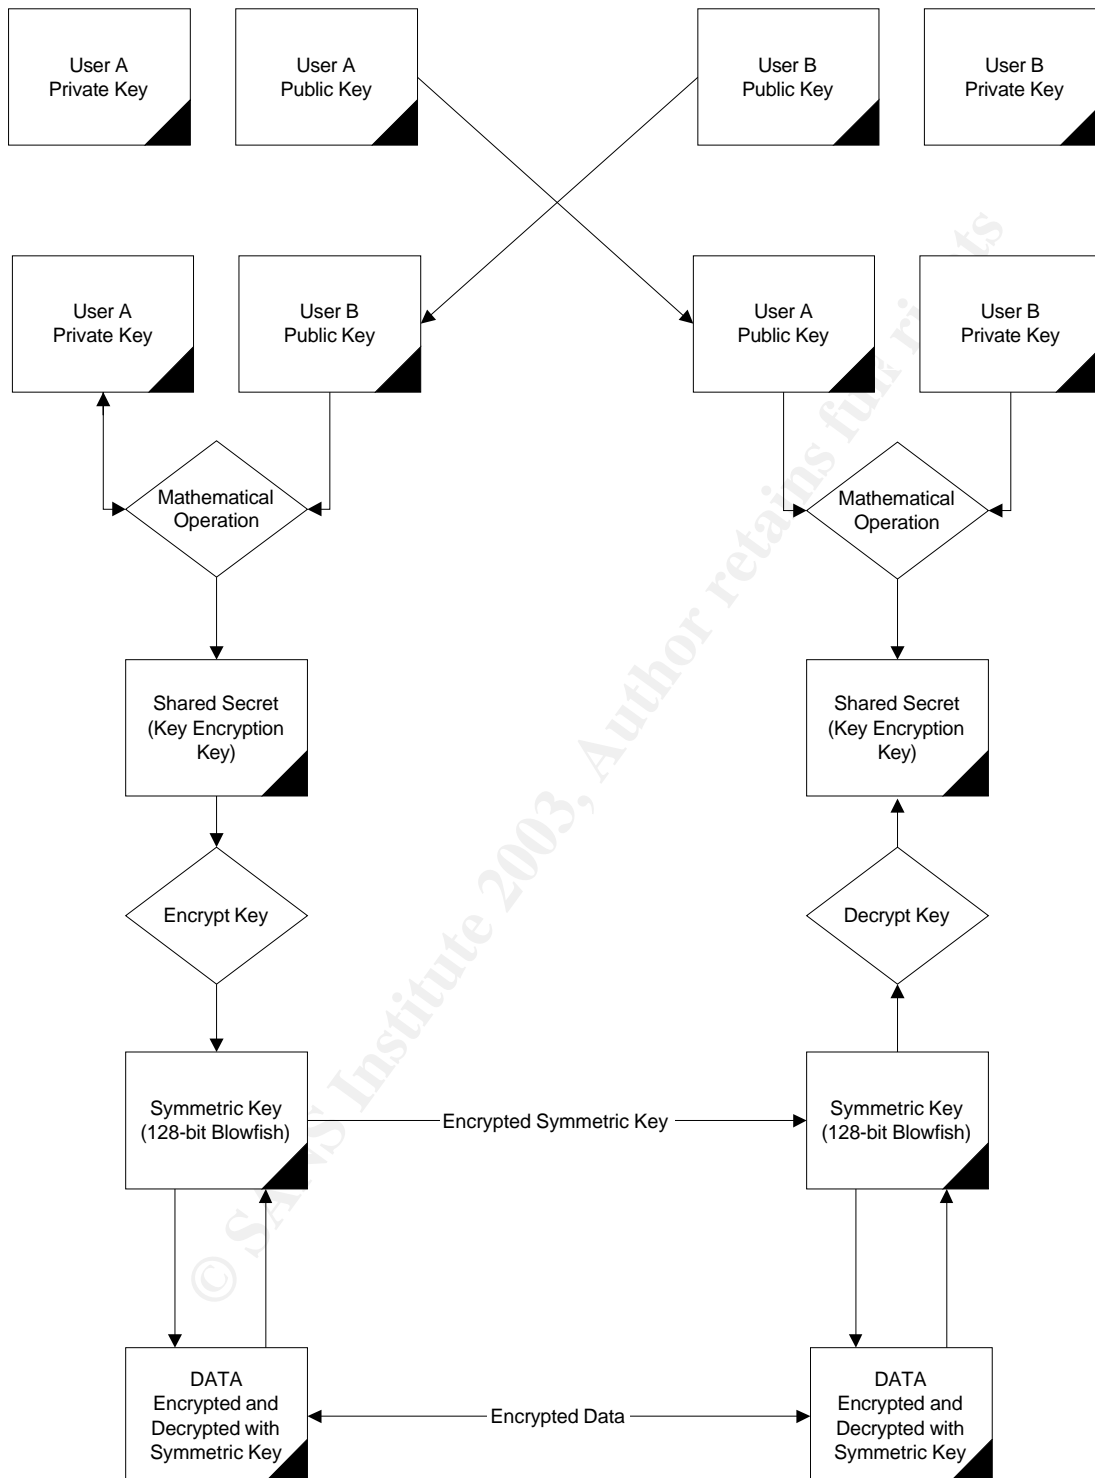 User A
Private Key
User A
Public Key
User B
Public Key
User B
Private Key
User A
Private Key
User B
Public Key
User A
Public Key
User B
Private Key
Mathematical
Operation
Mathematical
Operation
Shared Secret
(Key Encryption
Key)
Shared Secret
(Key Encryption
Key)
Encrypt Key
Decrypt Key
Symmetric Key
(128-bit Blowfish)
Encrypted Symmetric Key
Symmetric Key
(128-bit Blowfish)
DATA
Encrypted and
Decrypted with
Symmetric Key
Encrypted Data
DATA
Encrypted and
Decrypted with
Symmetric Key
© SANS Institute 2003, Author retains full rights